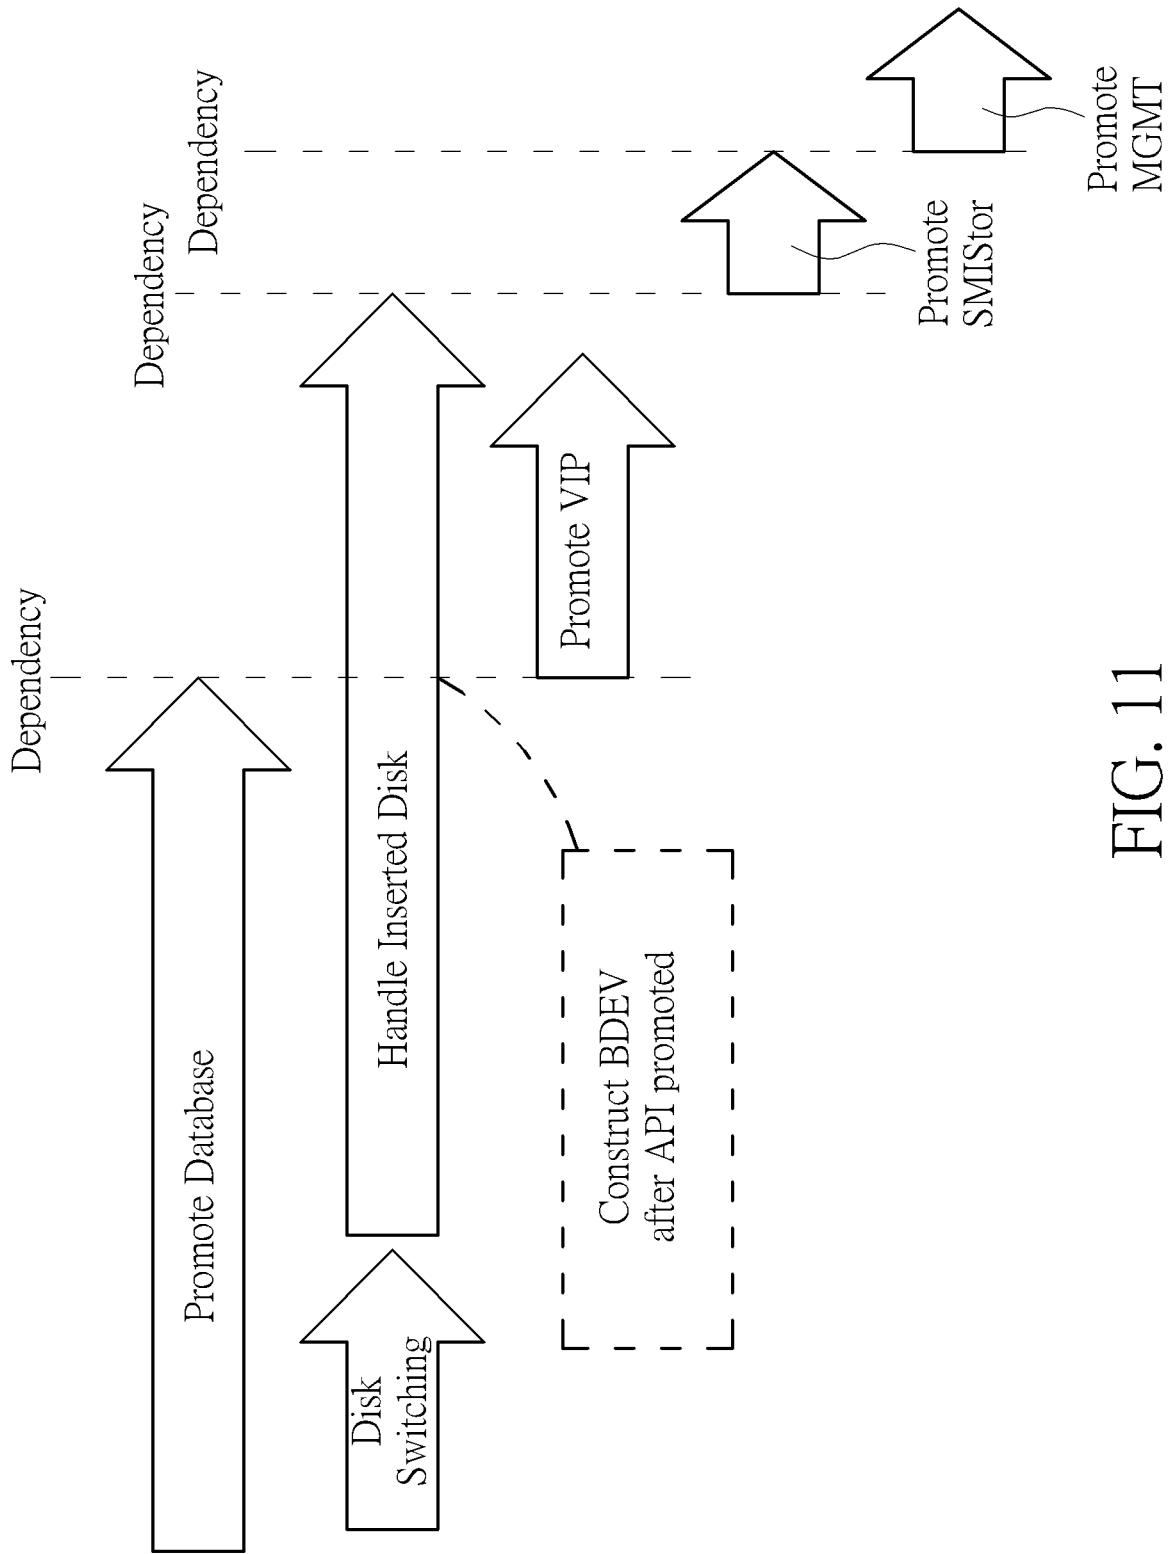 Dependency
Dependency
Dependency
Promote Database
Disk
Switching
Handle Inserted Disk
Promote VIP
Construct BDEV
after API promoted
Promote
SMIStor
Promote
MGMT
FIG. 11